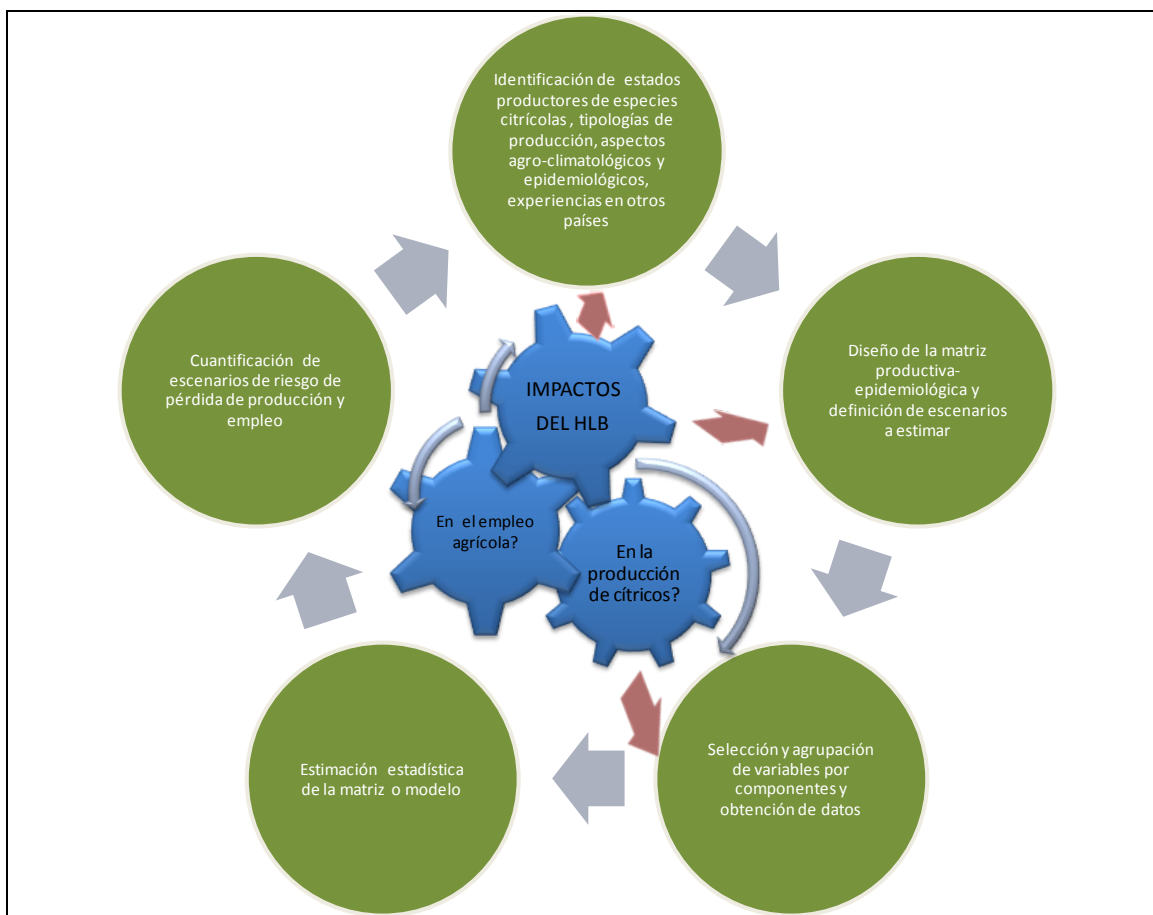 Identificación de estados
productores de especies
citrícolas , tipologías de
producción, aspectos
agro-climatológicos y
epidemiológicos,
experiencias en otros
países
Diseño de la matriz
productiva-
epidemiológica y
definición de escenarios
a estimar
Selección y agrupación
de variables por
componentes y
obtención de datos
Estimación estadística
de la matriz o modelo
Cuantificación de
escenarios de riesgo de
pérdida de producción y
empleo
IMPACTOS
DEL HLB
En el empleo
agrícola?
En la
producción
de cítricos?